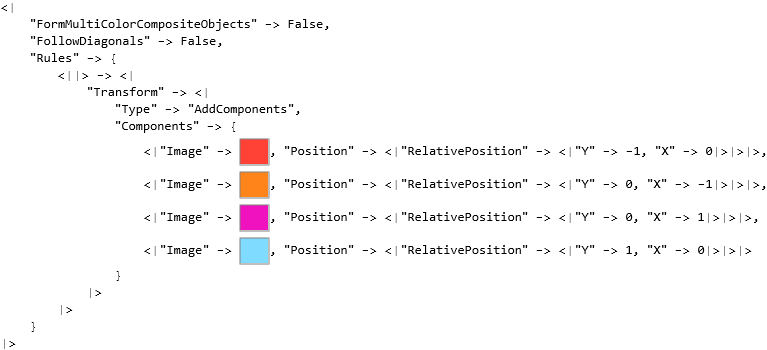 <|
"FormMultiColorCompositeObjects" -> False,
"FollowDiagonals" -> False,
"Rules" -> {
<||> -> <|
"Transform" -> <|
"Type" -> "AddComponents",
"Components" -> {
<|"Image" -> , "Position" -> <|"RelativePosition" -> <|"Y" -> -1, "X" -> 0|>|>|>,
<|"Image" -> , "Position" -> <|"RelativePosition" -> <|"Y" -> 0, "X" -> -1|>|>|>,
<|"Image" -> , "Position" -> <|"RelativePosition" -> <|"Y" -> 0, "X" -> 1|>|>|>,
<|"Image" -> , "Position" -> <|"RelativePosition" -> <|"Y" -> 1, "X" -> 0|>|>|>
}
|>
|>
}
|>